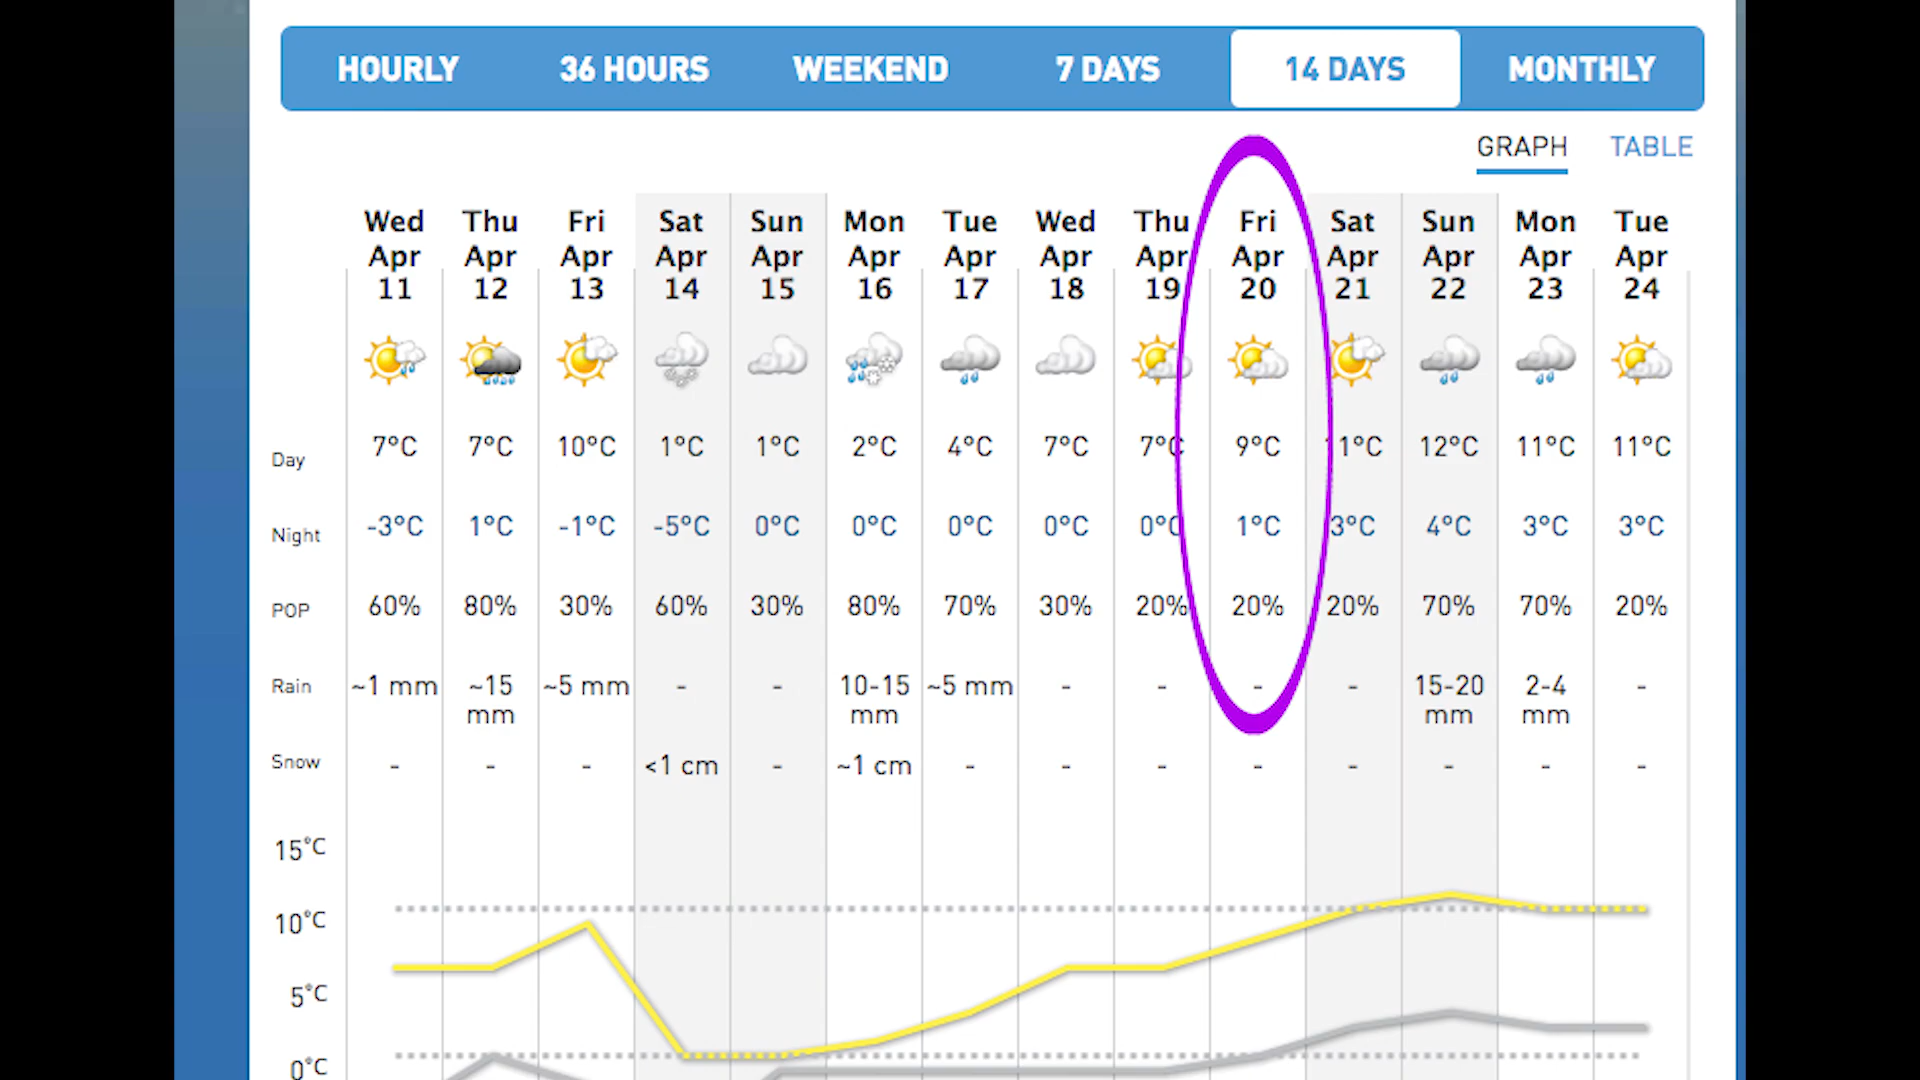 HOURLY 36 HOURS WEEKEND 7 DAYS 14 DAYS MONTHLY
GRAPH TABLE
Wed Thu Fri Sat Sun Mon Tue Wed Thu Fri Sat Sun Mon Tue
Apr Apr Apr Apr Apr Apr Apr Apr Apr Apr Apr Apr Apr Apr
11 12 13 14 15 16 17 18 19 20 21 22 23 24
Day 7°C 7°C 10°C 1°C 1°C 2°C 4°C 7°C 7°C 9°C 11°C 12°C 11°C 11°C
Night -3°C 1°C -1°C -5°C 0°C 0°C 0°C 0°C 0°C 1°C 3°C 4°C 3°C 3°C
POP 60% 80% 30% 60% 30% 80% 70% 30% 20% 20% 20% 70% 70% 20%
Rain ~1 mm ~15 ~5 mm - - 10-15 ~5 mm - - - - 15-20 2-4 -
mm mm mm mm
Snow - - - <1 cm - ~1 cm - - - - - - - -
15°C
10°C
5°C
0°C